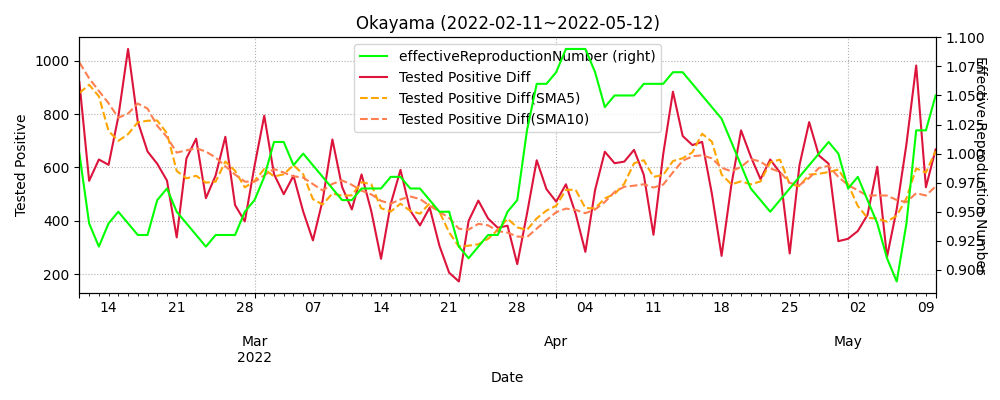 Okayama (2022-02-11~2022-05-12)
effectiveReproductionNumber (right)
Tested Positive Diff
Tested Positive Diff(SMA5)
Tested Positive Diff(SMA10)
Tested Positive
1000
800
600
400
200
1.100
1.075
1.050
1.025
1.000
0.975
0.950
0.925
0.900
Effective Reproduction Number
14 21 28 07 14 21 28 04 11 18 25 02 09
Mar Apr May
2022
Date